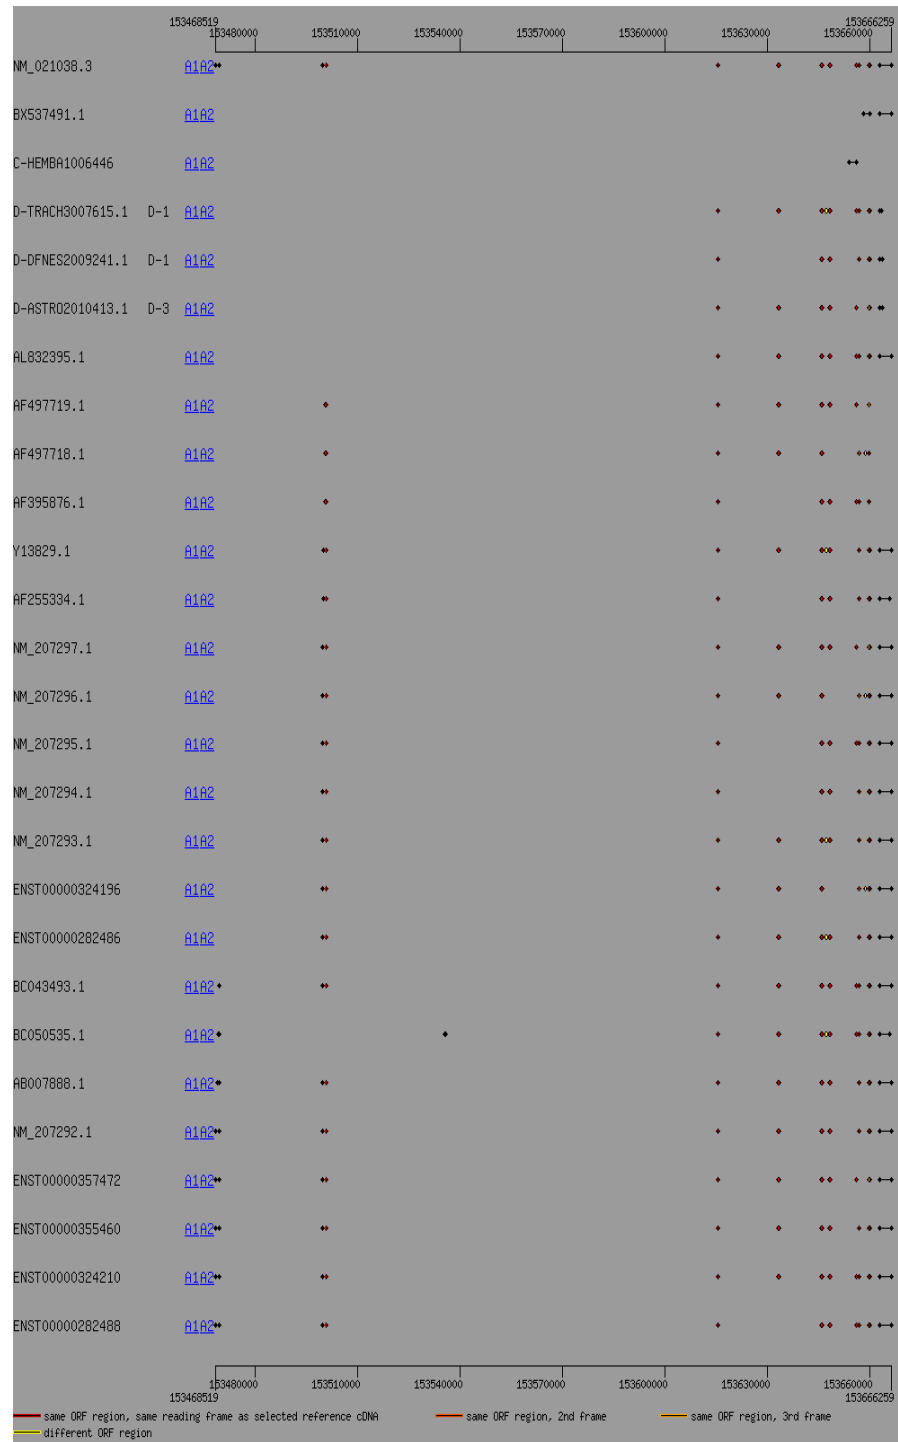 153468519 153666259
153480000 153510000 153540000 153570000 153600000 153630000 153660000
NM_021038.3 A1A2
BX537491.1 A1A2
C-HEMBA1006446 A1A2
D-TRACH3007615.1 D-1 A1A2
D-DFNES2009241.1 D-1 A1A2
D-ASTRO2010413.1 D-3 A1A2
AL832395.1 A1A2
AF497719.1 A1A2
AF497718.1 A1A2
AF395876.1 A1A2
Y13829.1 A1A2
AF255334.1 A1A2
NM_207297.1 A1A2
NM_207296.1 A1A2
NM_207295.1 A1A2
NM_207294.1 A1A2
NM_207293.1 A1A2
ENST00000324196 A1A2
ENST00000282486 A1A2
BC043493.1 A1A2
BC050535.1 A1A2
AB007888.1 A1A2
NM_207292.1 A1A2
ENST00000357472 A1A2
ENST00000355460 A1A2
ENST00000324210 A1A2
ENST00000282488 A1A2
153480000 153510000 153540000 153570000 153600000 153630000 153660000
153468519 153666259
same ORF region, same reading frame as selected reference cDNA same ORF region, 2nd frame same ORF region, 3rd frame
different ORF region